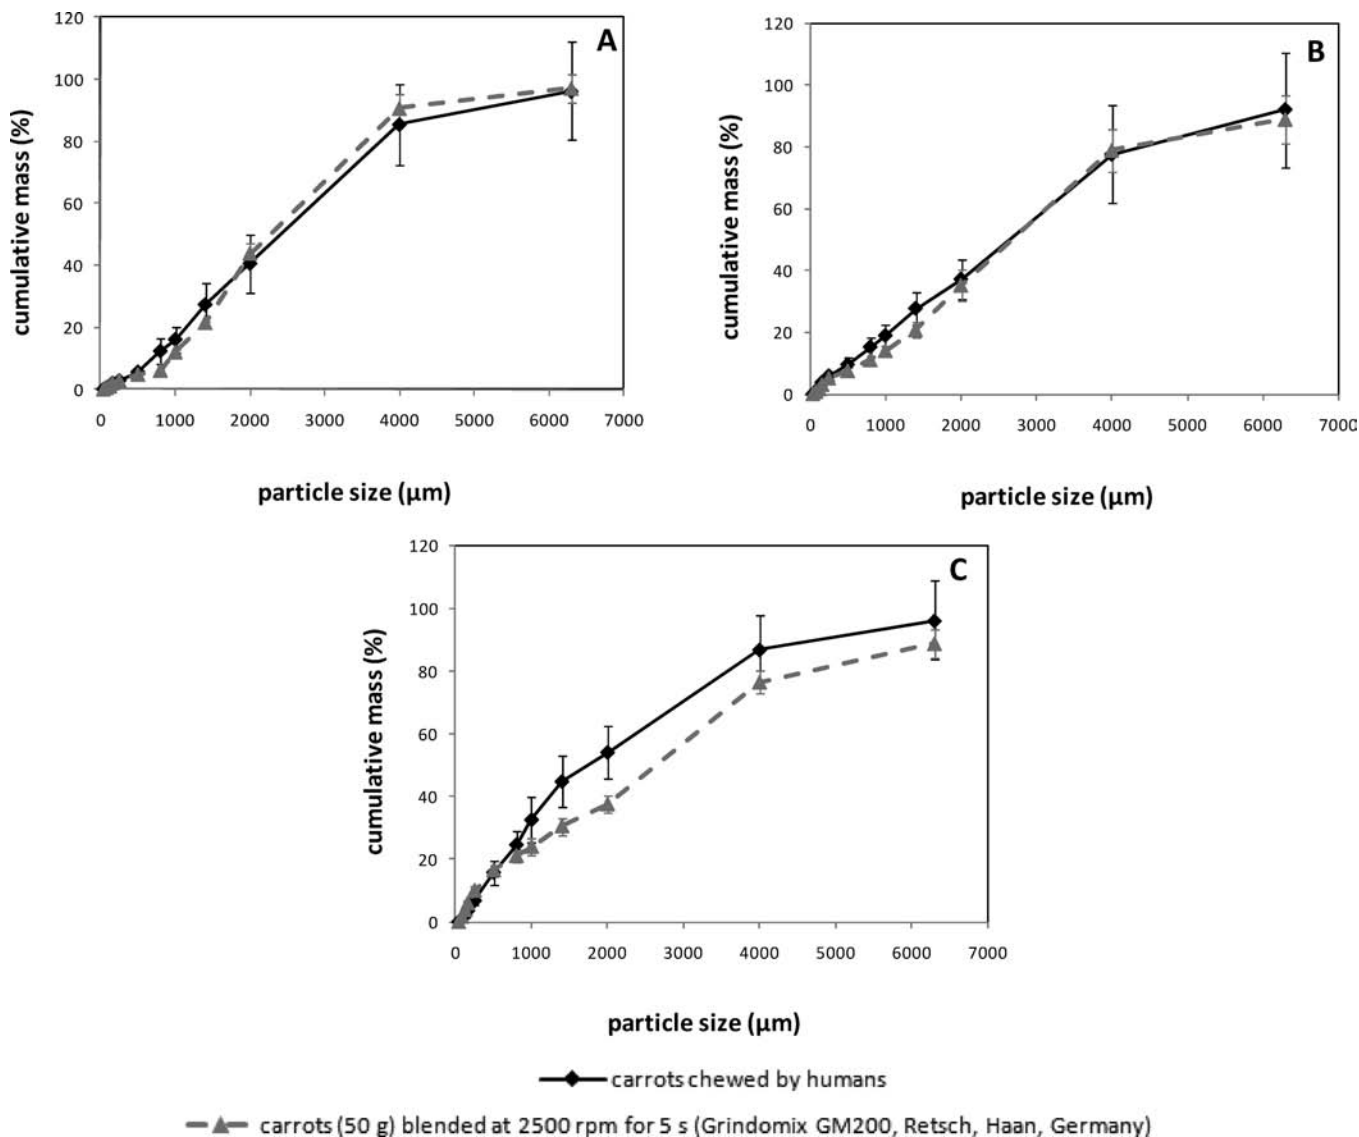 A
120
100
80
60
40
20
0
cumulative mass (%)
0 1000 2000 3000 4000 5000 6000 7000
particle size (µm)
B
120
100
80
60
40
20
0
cumulative mass (%)
0 1000 2000 3000 4000 5000 6000 7000
particle size (µm)
C
120
100
80
60
40
20
0
cumulative mass (%)
0 1000 2000 3000 4000 5000 6000 7000
particle size (µm)
carrots chewed by humans
carrots (50 g) blended at 2500 rpm for 5 s (Grindomix GM200, Retsch, Haan, Germany)